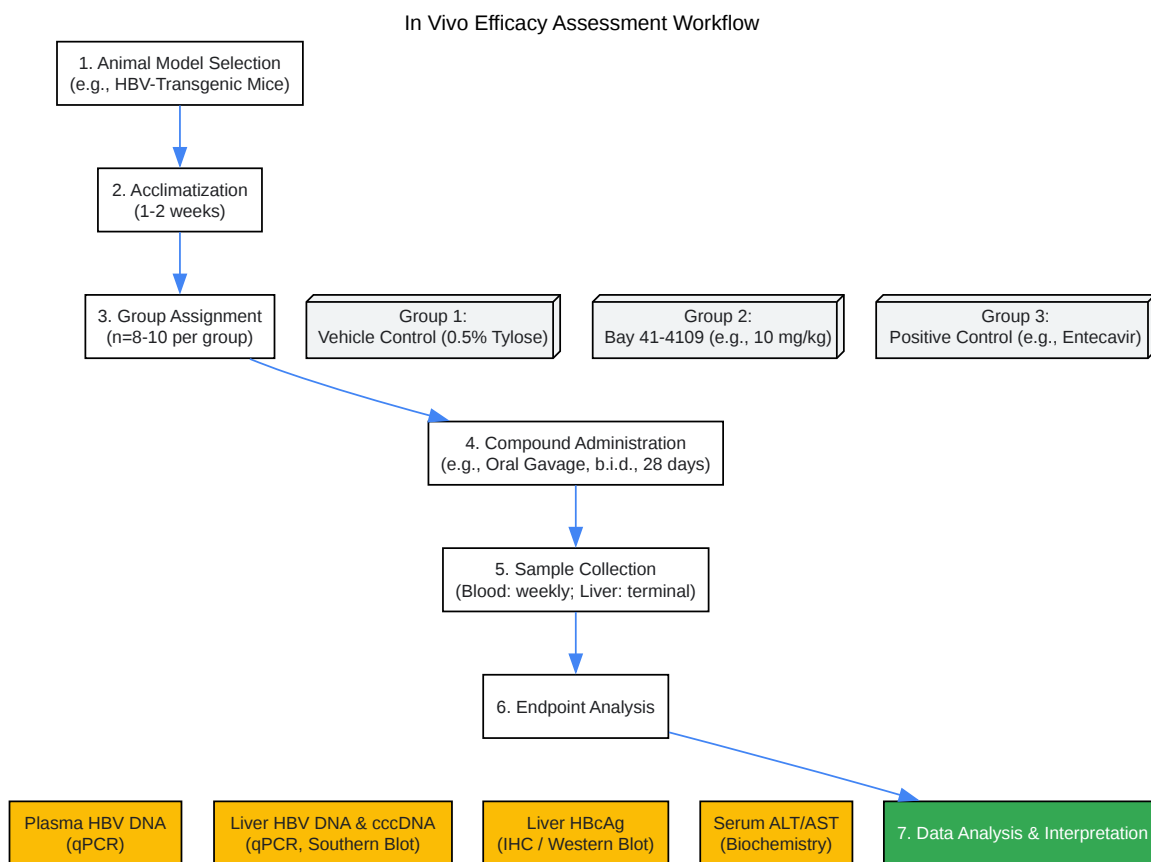 In Vivo Efficacy Assessment Workflow
1. Animal Model Selection
(e.g., HBV-Transgenic Mice)
2. Acclimatization
(1-2 weeks)
3. Group Assignment
(n=8-10 per group)
Group 1:
Vehicle Control (0.5% Tylose)
Group 2:
Bay 41-4109 (e.g., 10 mg/kg)
Group 3:
Positive Control (e.g., Entecavir)
4. Compound Administration
(e.g., Oral Gavage, b.i.d., 28 days)
5. Sample Collection
(Blood: weekly; Liver: terminal)
6. Endpoint Analysis
Plasma HBV DNA
(qPCR)
Liver HBV DNA & cccDNA
(qPCR, Southern Blot)
Liver HBcAg
(IHC / Western Blot)
Serum ALT/AST
(Biochemistry)
7. Data Analysis & Interpretation